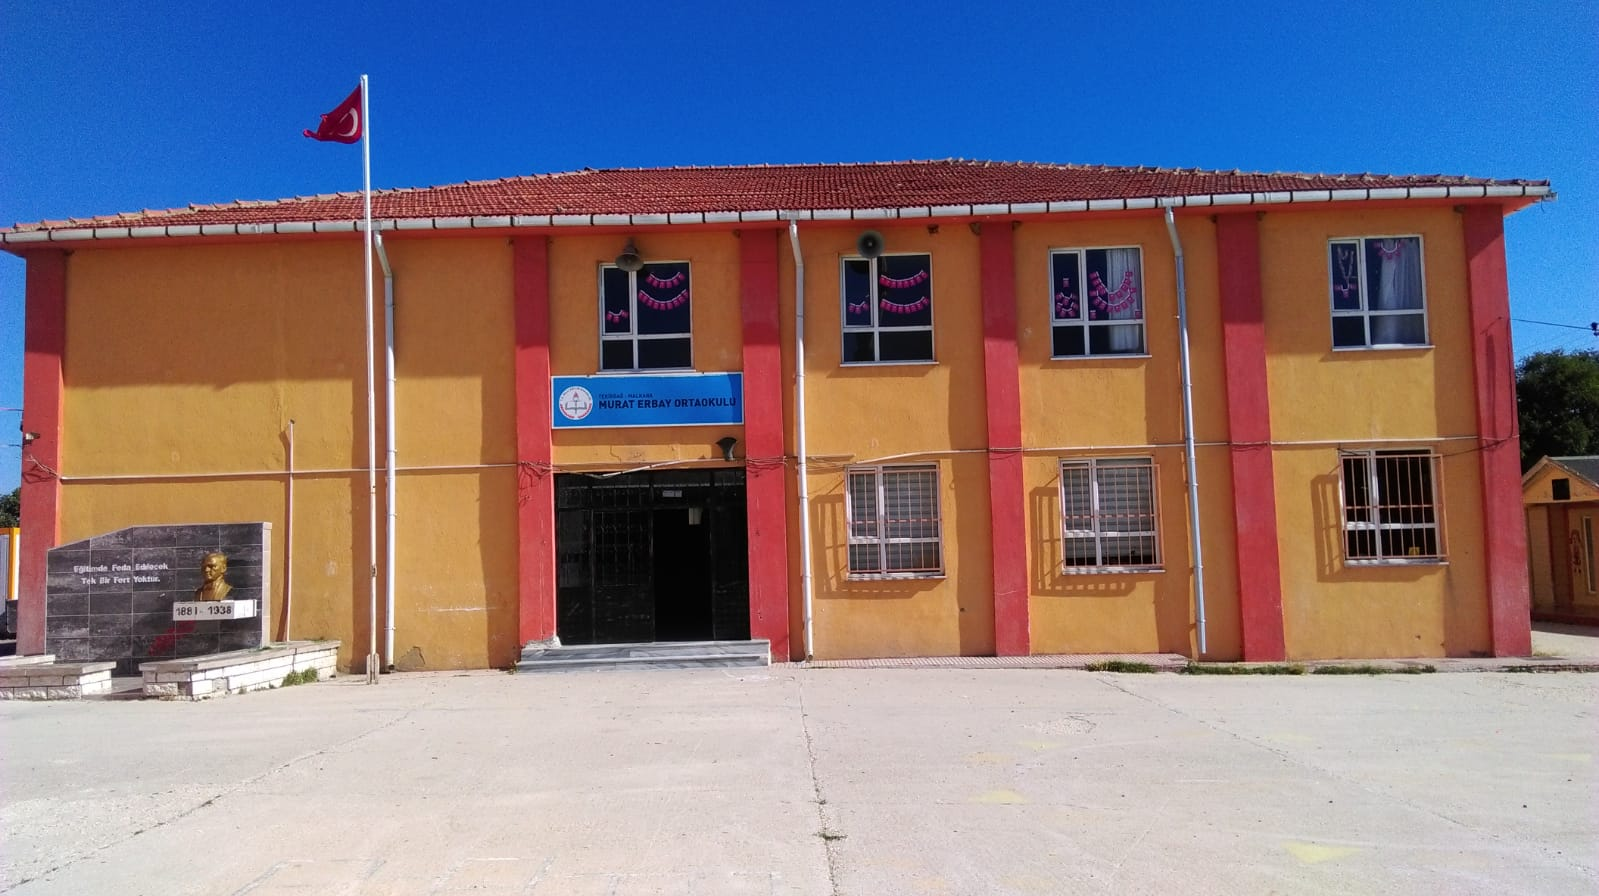 TEKİRDAĞ - MALKARA
MURAT ERBAY ORTAOKULU
Eğitimde Feda Edilecek
Tek Bir Fert Yoktur.
1881 - 1938